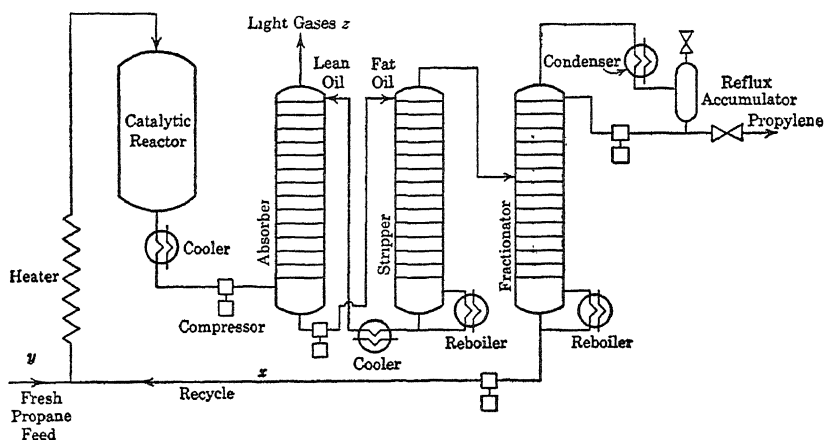 Light Gases z
Lean
Oil
Fat
Oil
Condenser
Reflux
Accumulator
Propylene
Catalytic
Reactor
Absorber
Stripper
Fractionator
Cooler
Heater
Compressor
Cooler
Reboiler
Reboiler
y
x
Recycle
Fresh
Propane
Feed